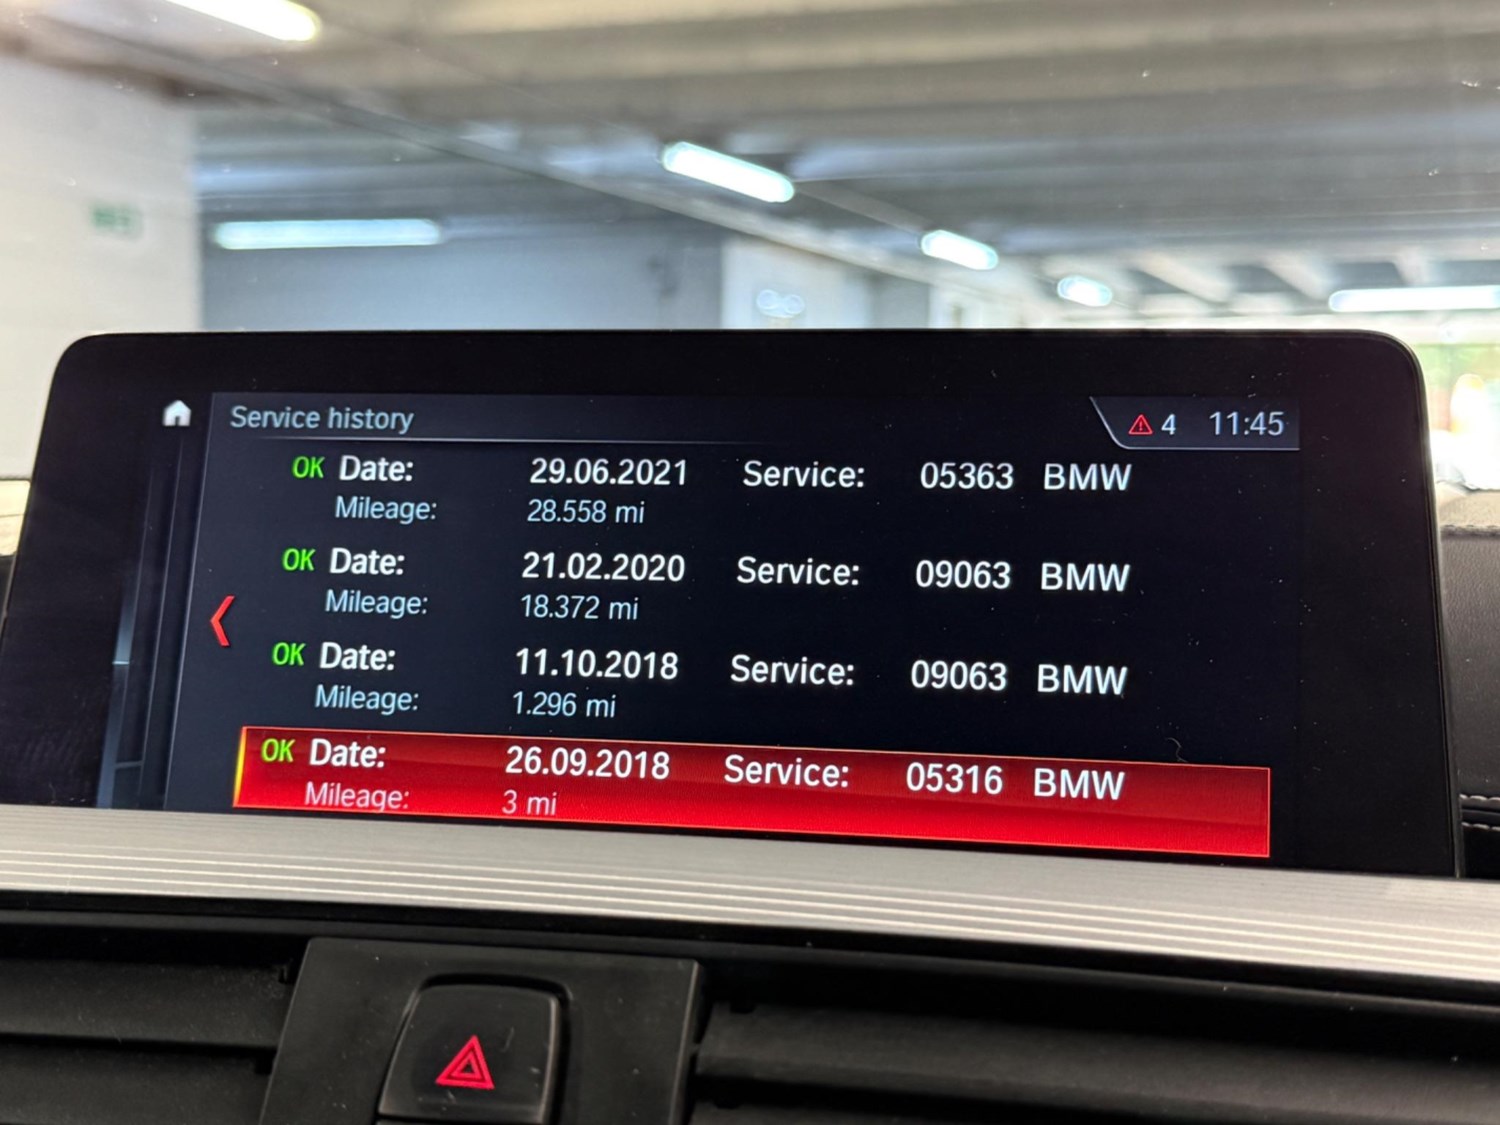 Service history 4 11:45
OK Date: 29.06.2021 Service: 05363 BMW
Mileage: 28.558 mi
OK Date: 21.02.2020 Service: 09063 BMW
Mileage: 18.372 mi
OK Date: 11.10.2018 Service: 09063 BMW
Mileage: 1.296 mi
OK Date: 26.09.2018 Service: 05316 BMW
Mileage: 3 mi